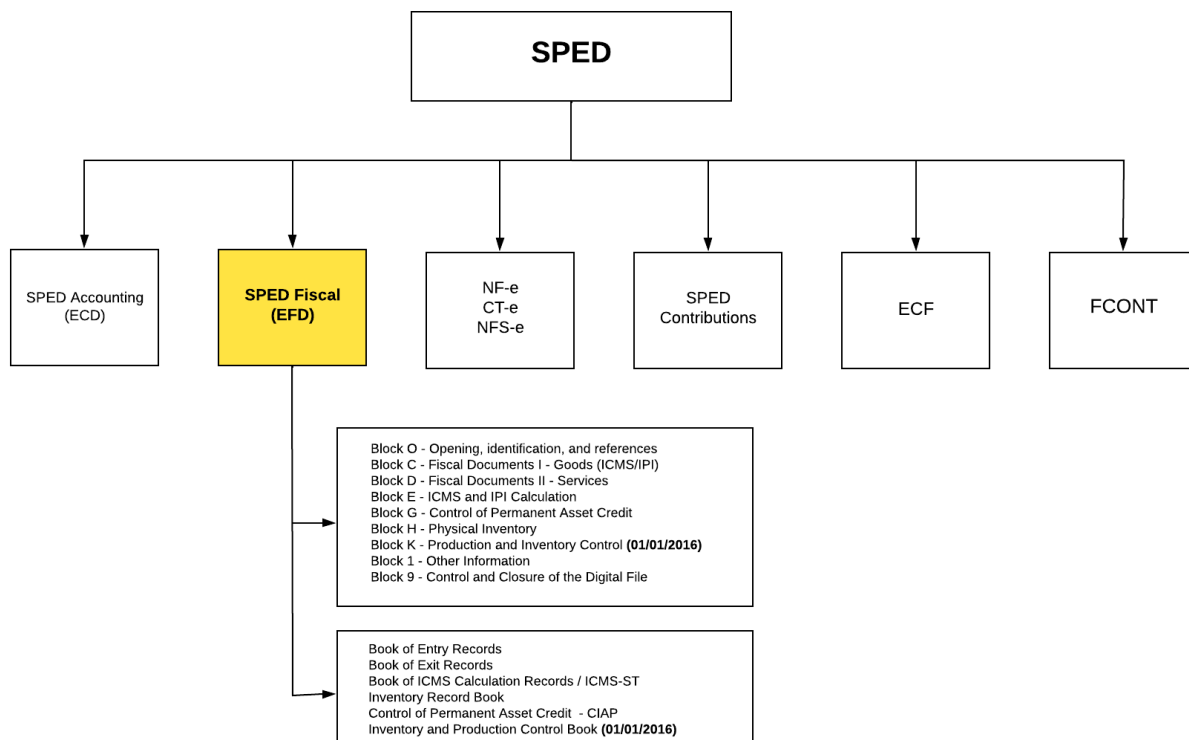 SPED
SPED Accounting
(ECD)
SPED Fiscal
(EFD)
NF-e
CT-e
NFS-e
SPED
Contributions
ECF
FCONT
Block O - Opening, identification, and references
Block C - Fiscal Documents I - Goods (ICMS/IPI)
Block D - Fiscal Documents II - Services
Block E - ICMS and IPI Calculation
Block G - Control of Permanent Asset Credit
Block H - Physical Inventory
Block K - Production and Inventory Control (01/01/2016)
Block 1 - Other Information
Block 9 - Control and Closure of the Digital File
Book of Entry Records
Book of Exit Records
Book of ICMS Calculation Records / ICMS-ST
Inventory Record Book
Control of Permanent Asset Credit - CIAP
Inventory and Production Control Book (01/01/2016)